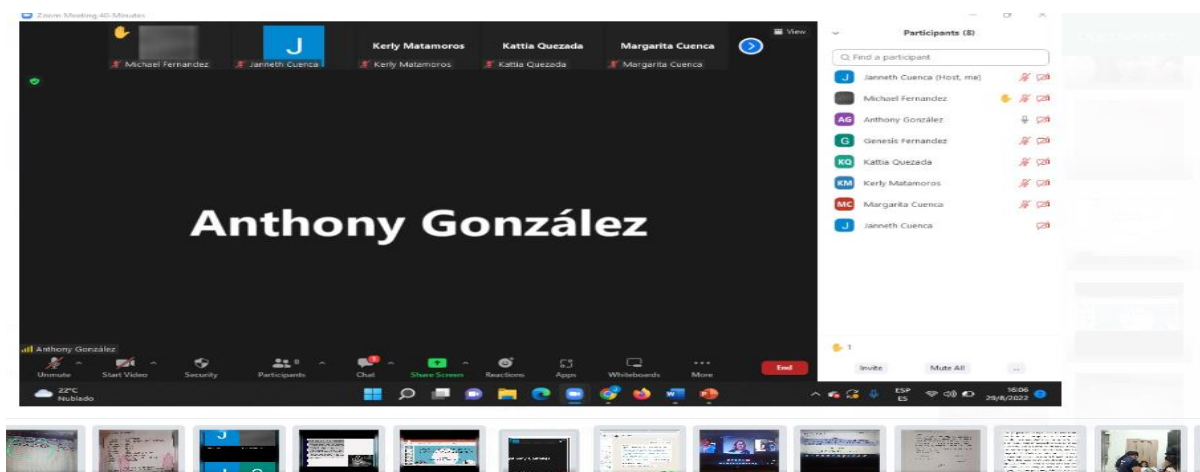 Zoom Meeting 40-Minutes
View
Kerly Matamoros Kattia Quezada Margarita Cuenca
Michael Fernandez Janneth Cuenca Kerly Matamoros Kattia Quezada Margarita Cuenca
J
Anthony González
Anthony González
Unmute Start Video Security Participants Chat Share Screen Reactions Apps Whiteboards More End
Participants (8)
Find a participant
J Janneth Cuenca (Host, me)
Michael Fernandez
AG Anthony González
G Genesis Fernandez
KQ Kattia Quezada
KM Kerly Matamoros
MC Margarita Cuenca
J Janneth Cuenca
1
Invite Mute All ...
22°C
Nublado
ESP
ES
16:06
29/8/2022